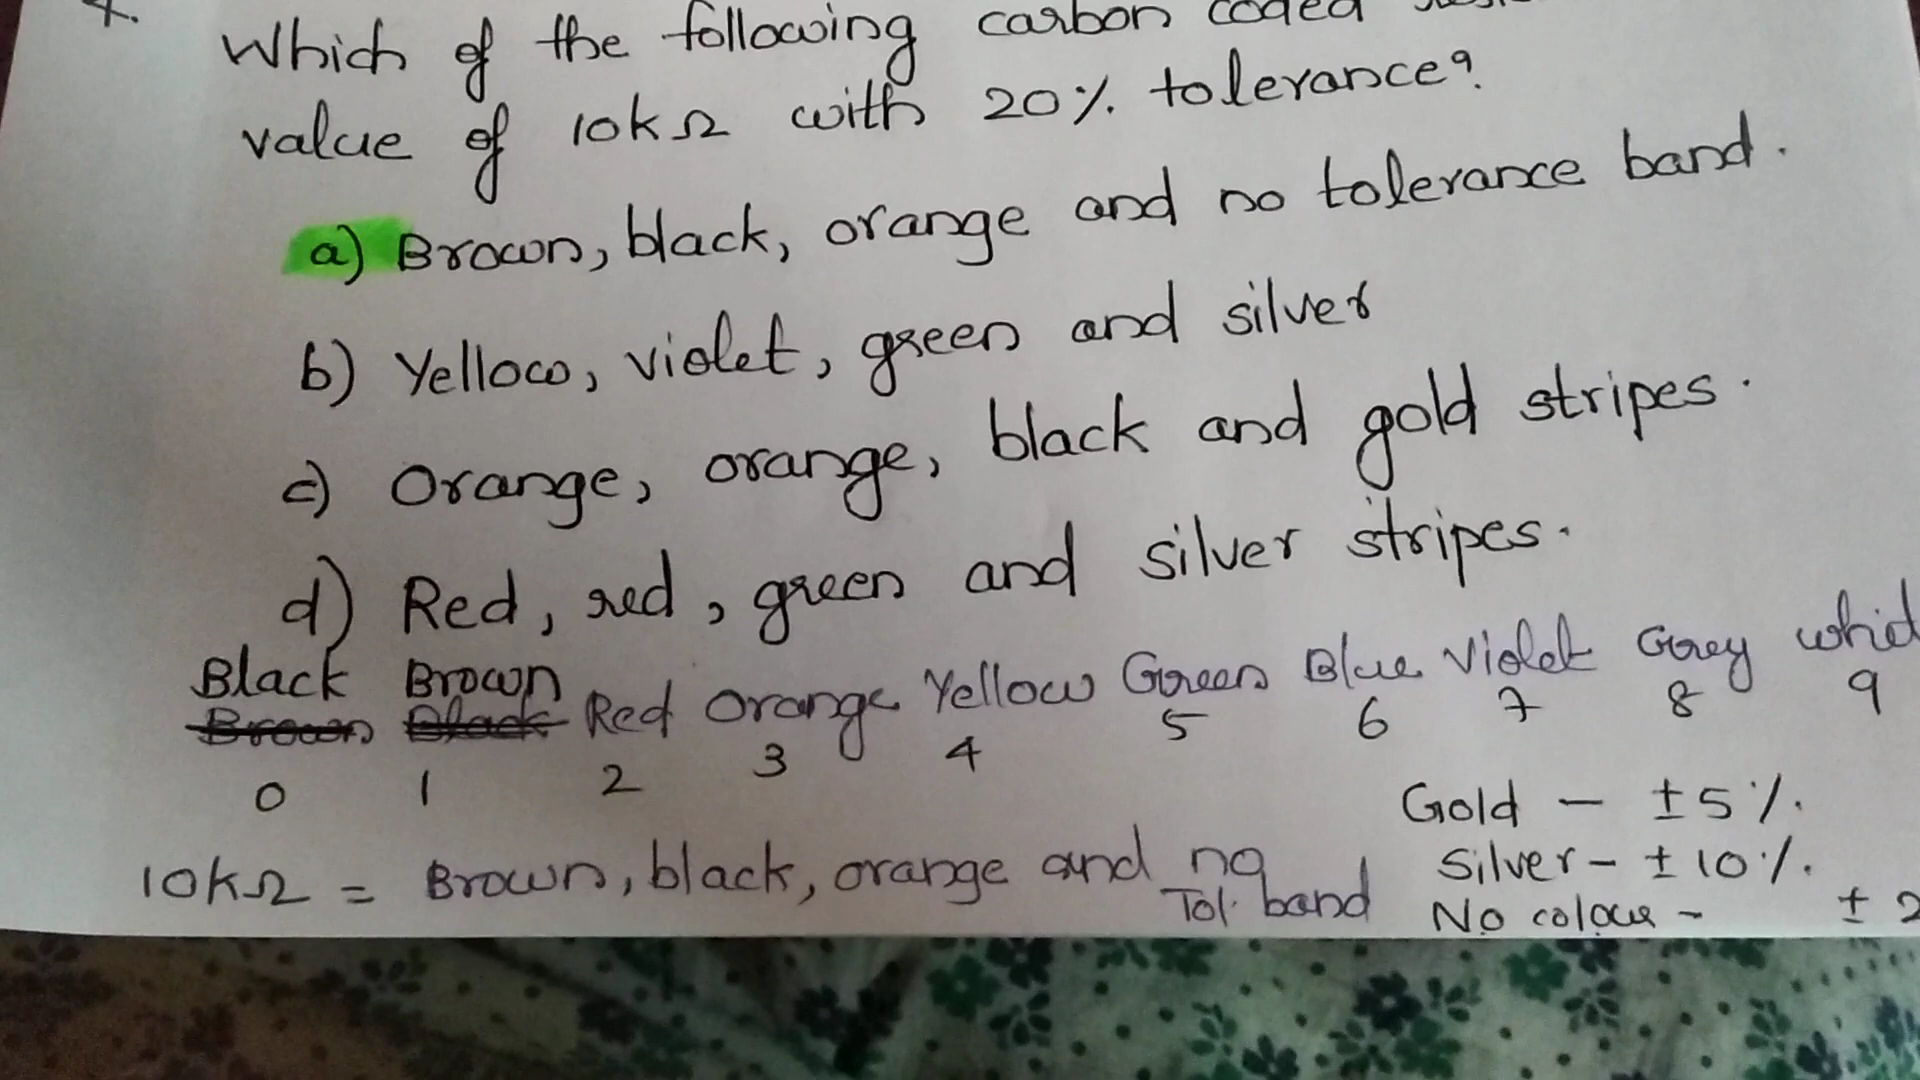 Which of the following carbon coded
value of 10kΩ with 20% tolerance?
a) Brown, black, orange and no tolerance band.
b) Yellow, violet, green and silver
c) Orange, orange, black and gold stripes.
d) Red, red, green and silver stripes.
Black Brown Red Orange Yellow Green Blue Violet Grey
0 1 2 3 4 5 6 7 8 9
Gold - ±5%.
10kΩ = Brown, black, orange and no Tol. band
Silver - ±10%.
No colour - ± 2